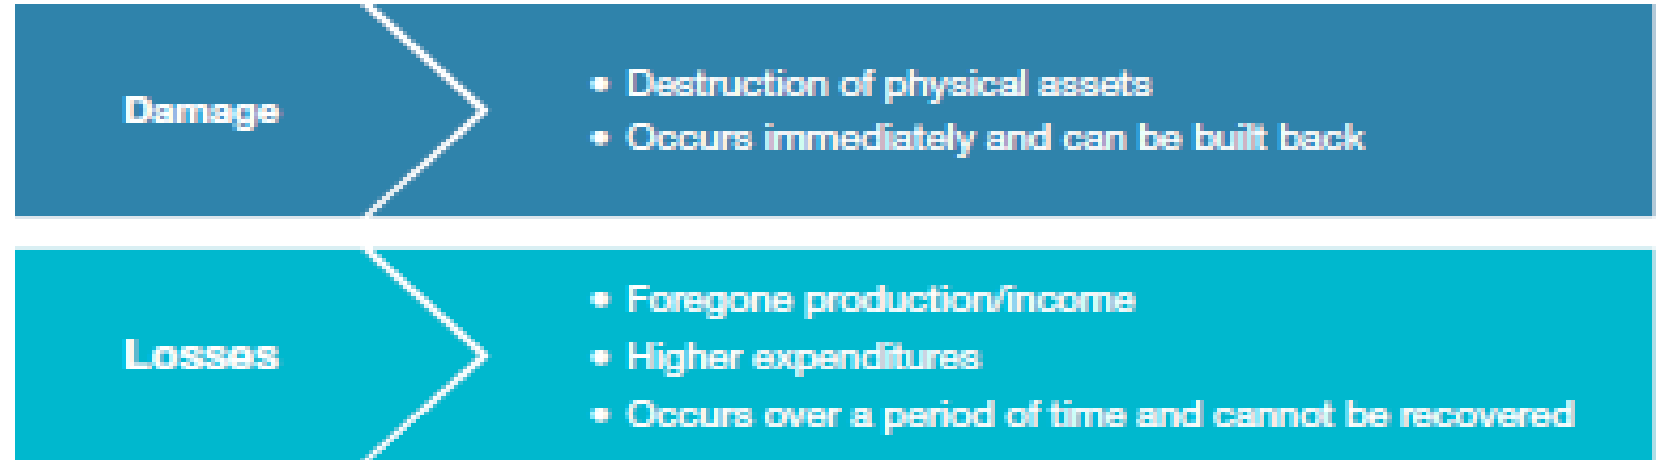 Damage
• Destruction of physical assets
• Occurs immediately and can be built back
Losses
• Foregone production/income
• Higher expenditures
• Occurs over a period of time and cannot be recovered